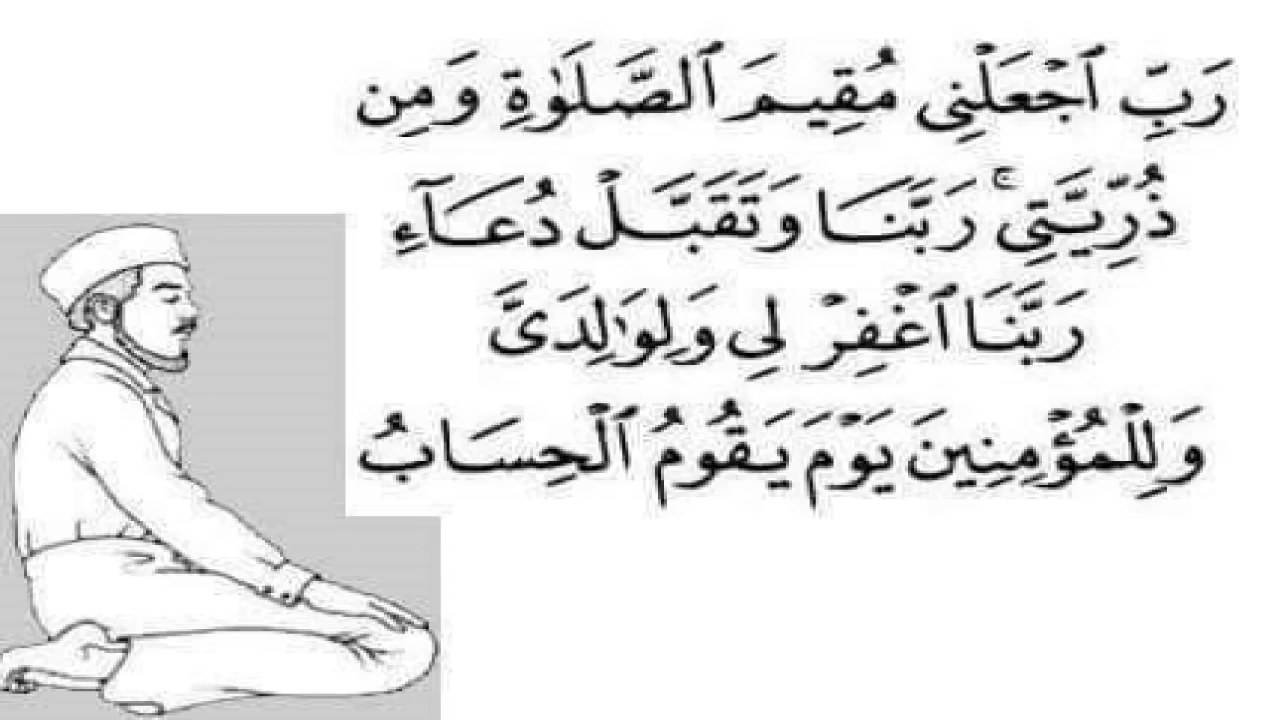 رَبِّ ٱجْعَلْنِى مُقِيمَ ٱلصَّلَوٰةِ وَمِن
ذُرِّيَّتِى ۚ رَبَّنَا وَتَقَبَّلْ دُعَآءِ
رَبَّنَا ٱغْفِرْ لِى وَلِوَٰلِدَىَّ
وَلِلْمُؤْمِنِينَ يَوْمَ يَقُومُ ٱلْحِسَابُ